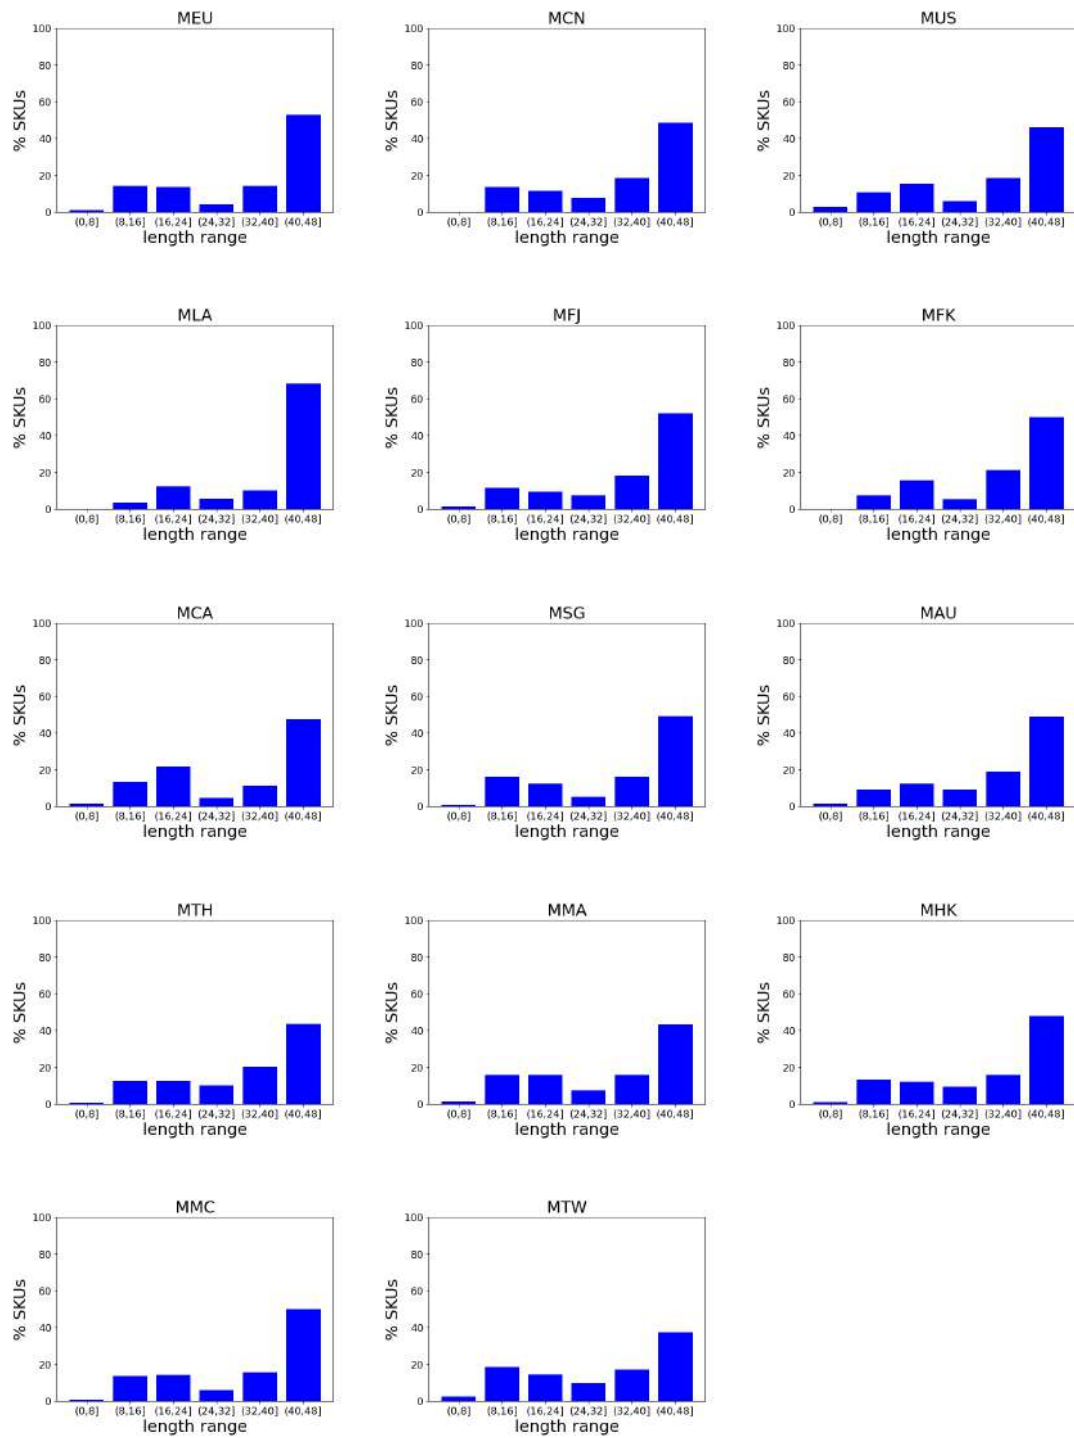 MEU
100
80
60
40
20
0
% SKUs
(0,8] (8,16] (16,24] (24,32] (32,40] (40,48]
length range
MCN
100
80
60
40
20
0
% SKUs
(0,8] (8,16] (16,24] (24,32] (32,40] (40,48]
length range
MUS
100
80
60
40
20
0
% SKUs
(0,8] (8,16] (16,24] (24,32] (32,40] (40,48]
length range
MLA
100
80
60
40
20
0
% SKUs
(0,8] (8,16] (16,24] (24,32] (32,40] (40,48]
length range
MFJ
100
80
60
40
20
0
% SKUs
(0,8] (8,16] (16,24] (24,32] (32,40] (40,48]
length range
MFK
100
80
60
40
20
0
% SKUs
(0,8] (8,16] (16,24] (24,32] (32,40] (40,48]
length range
MCA
100
80
60
40
20
0
% SKUs
(0,8] (8,16] (16,24] (24,32] (32,40] (40,48]
length range
MSG
100
80
60
40
20
0
% SKUs
(0,8] (8,16] (16,24] (24,32] (32,40] (40,48]
length range
MAU
100
80
60
40
20
0
% SKUs
(0,8] (8,16] (16,24] (24,32] (32,40] (40,48]
length range
MTH
100
80
60
40
20
0
% SKUs
(0,8] (8,16] (16,24] (24,32] (32,40] (40,48]
length range
MMA
100
80
60
40
20
0
% SKUs
(0,8] (8,16] (16,24] (24,32] (32,40] (40,48]
length range
MHK
100
80
60
40
20
0
% SKUs
(0,8] (8,16] (16,24] (24,32] (32,40] (40,48]
length range
MMC
100
80
60
40
20
0
% SKUs
(0,8] (8,16] (16,24] (24,32] (32,40] (40,48]
length range
MTW
100
80
60
40
20
0
% SKUs
(0,8] (8,16] (16,24] (24,32] (32,40] (40,48]
length range